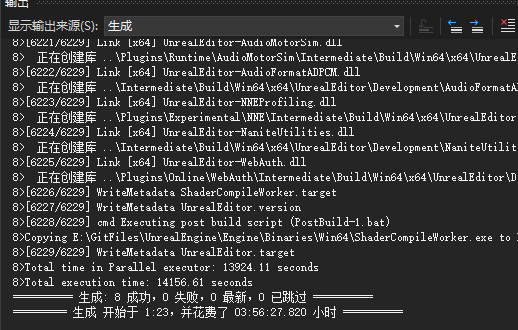 输出
显示输出来源(S): 生成
8>[6221/6229] Link [x64] UnrealEditor-AudioMotorSim.dll
8>  正在创建库 ..\Plugins\Runtime\AudioMotorSim\Intermediate\Build\Win64\x64\UnrealE
8>[6222/6229] Link [x64] UnrealEditor-AudioFormatADPCM.dll
8>  正在创建库 ..\Intermediate\Build\Win64\x64\UnrealEditor\Development\AudioFormatA
8>[6223/6229] Link [x64] UnrealEditor-NNEProfiling.dll
8>  正在创建库 ..\Plugins\Experimental\NNE\Intermediate\Build\Win64\x64\UnrealEditor
8>[6224/6229] Link [x64] UnrealEditor-NaniteUtilities.dll
8>  正在创建库 ..\Intermediate\Build\Win64\x64\UnrealEditor\Development\NaniteUtilit
8>[6225/6229] Link [x64] UnrealEditor-WebAuth.dll
8>  正在创建库 ..\Plugins\Online\WebAuth\Intermediate\Build\Win64\x64\UnrealEditor\D
8>[6226/6229] WriteMetadata ShaderCompileWorker.target
8>[6227/6229] WriteMetadata UnrealEditor.version
8>[6228/6229] cmd Executing post build script (PostBuild-1.bat)
8>Copying E:\GitFiles\UnrealEngine\Engine\Binaries\Win64\ShaderCompileWorker.exe to
8>[6229/6229] WriteMetadata UnrealEditor.target
8>Total time in Parallel executor: 13924.11 seconds
8>Total execution time: 14156.61 seconds
========== 生成: 8 成功，0 失败，0 最新，0 已跳过 ==========
========== 生成 开始于 1:23，并花费了 03:56:27.820 小时 ==========